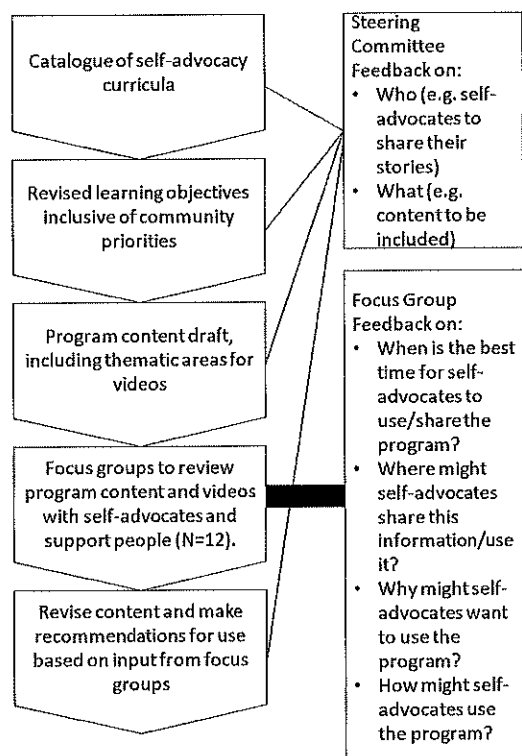 Catalogue of self-advocacy
curricula
Revised learning objectives
inclusive of community
priorities
Program content draft,
including thematic areas for
videos
Focus groups to review
program content and videos
with self-advocates and
support people (N=12).
Revise content and make
recommendations for use
based on input from focus
groups
Steering
Committee
Feedback on:
• Who (e.g. self-
advocates to
share their
stories)
• What (e.g.
content to be
included)
Focus Group
Feedback on:
• When is the best
time for self-
advocates to
use/share the
program?
• Where might
self-advocates
share this
information/use
it?
• Why might self-
advocates want
to use the
program?
• How might self-
advocates use
the program?